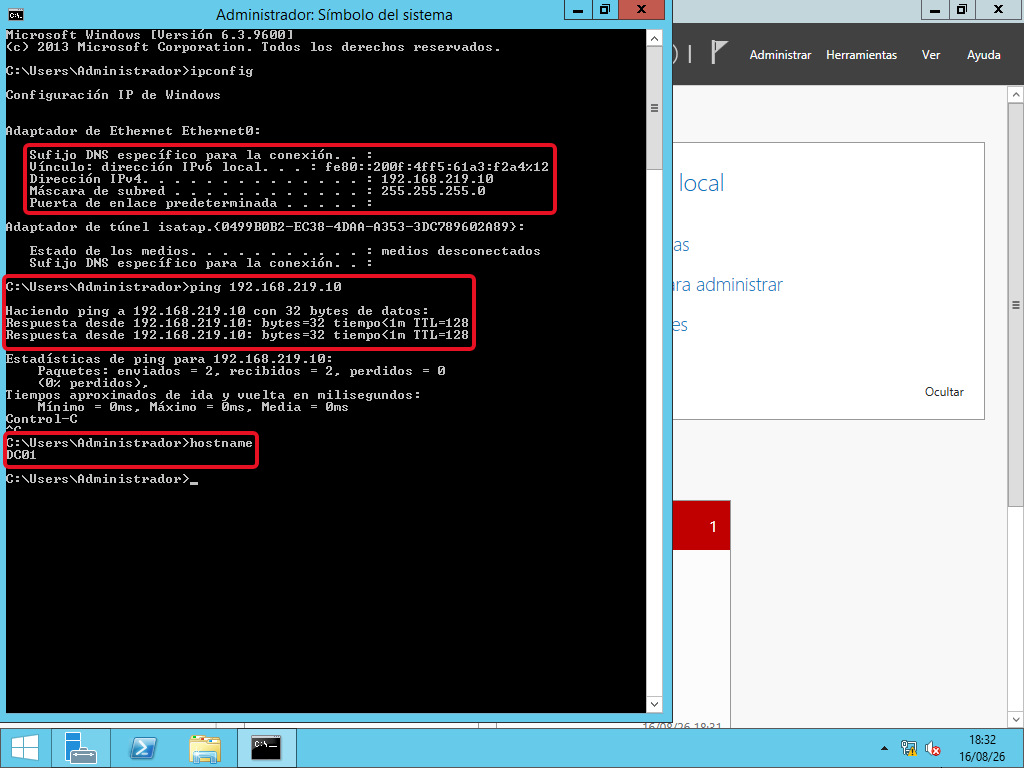 Administrador: Símbolo del sistema
Microsoft Windows [Versión 6.3.9600]
(c) 2013 Microsoft Corporation. Todos los derechos reservados.
C:\Users\Administrador>ipconfig
Configuración IP de Windows
Adaptador de Ethernet Ethernet0:
Sufijo DNS específico para la conexión. . :
Vínculo: dirección IPv6 local. . . : fe80::200f:4ff5:61a3:f2a4%12
Dirección IPv4. . . . . . . . . . . . . . : 192.168.219.10
Máscara de subred . . . . . . . . . . . . : 255.255.255.0
Puerta de enlace predeterminada . . . . . :
Adaptador de túnel isatap.{0499B0B2-EC38-4DAA-A353-3DC789602A89}:
Estado de los medios. . . . . . . . . . . : medios desconectados
Sufijo DNS específico para la conexión. . :
C:\Users\Administrador>ping 192.168.219.10
Haciendo ping a 192.168.219.10 con 32 bytes de datos:
Respuesta desde 192.168.219.10: bytes=32 tiempo<1m TTL=128
Respuesta desde 192.168.219.10: bytes=32 tiempo<1m TTL=128
Estadísticas de ping para 192.168.219.10:
Paquetes: enviados = 2, recibidos = 2, perdidos = 0
(0% perdidos),
Tiempos aproximados de ida y vuelta en milisegundos:
Mínimo = 0ms, Máximo = 0ms, Media = 0ms
Control-C
^C
C:\Users\Administrador>hostname
DC01
C:\Users\Administrador>_
Administrar Herramientas Ver Ayuda
local
as
ra administrar
es
Ocultar
1
16/08/26 18:31
18:32
16/08/26